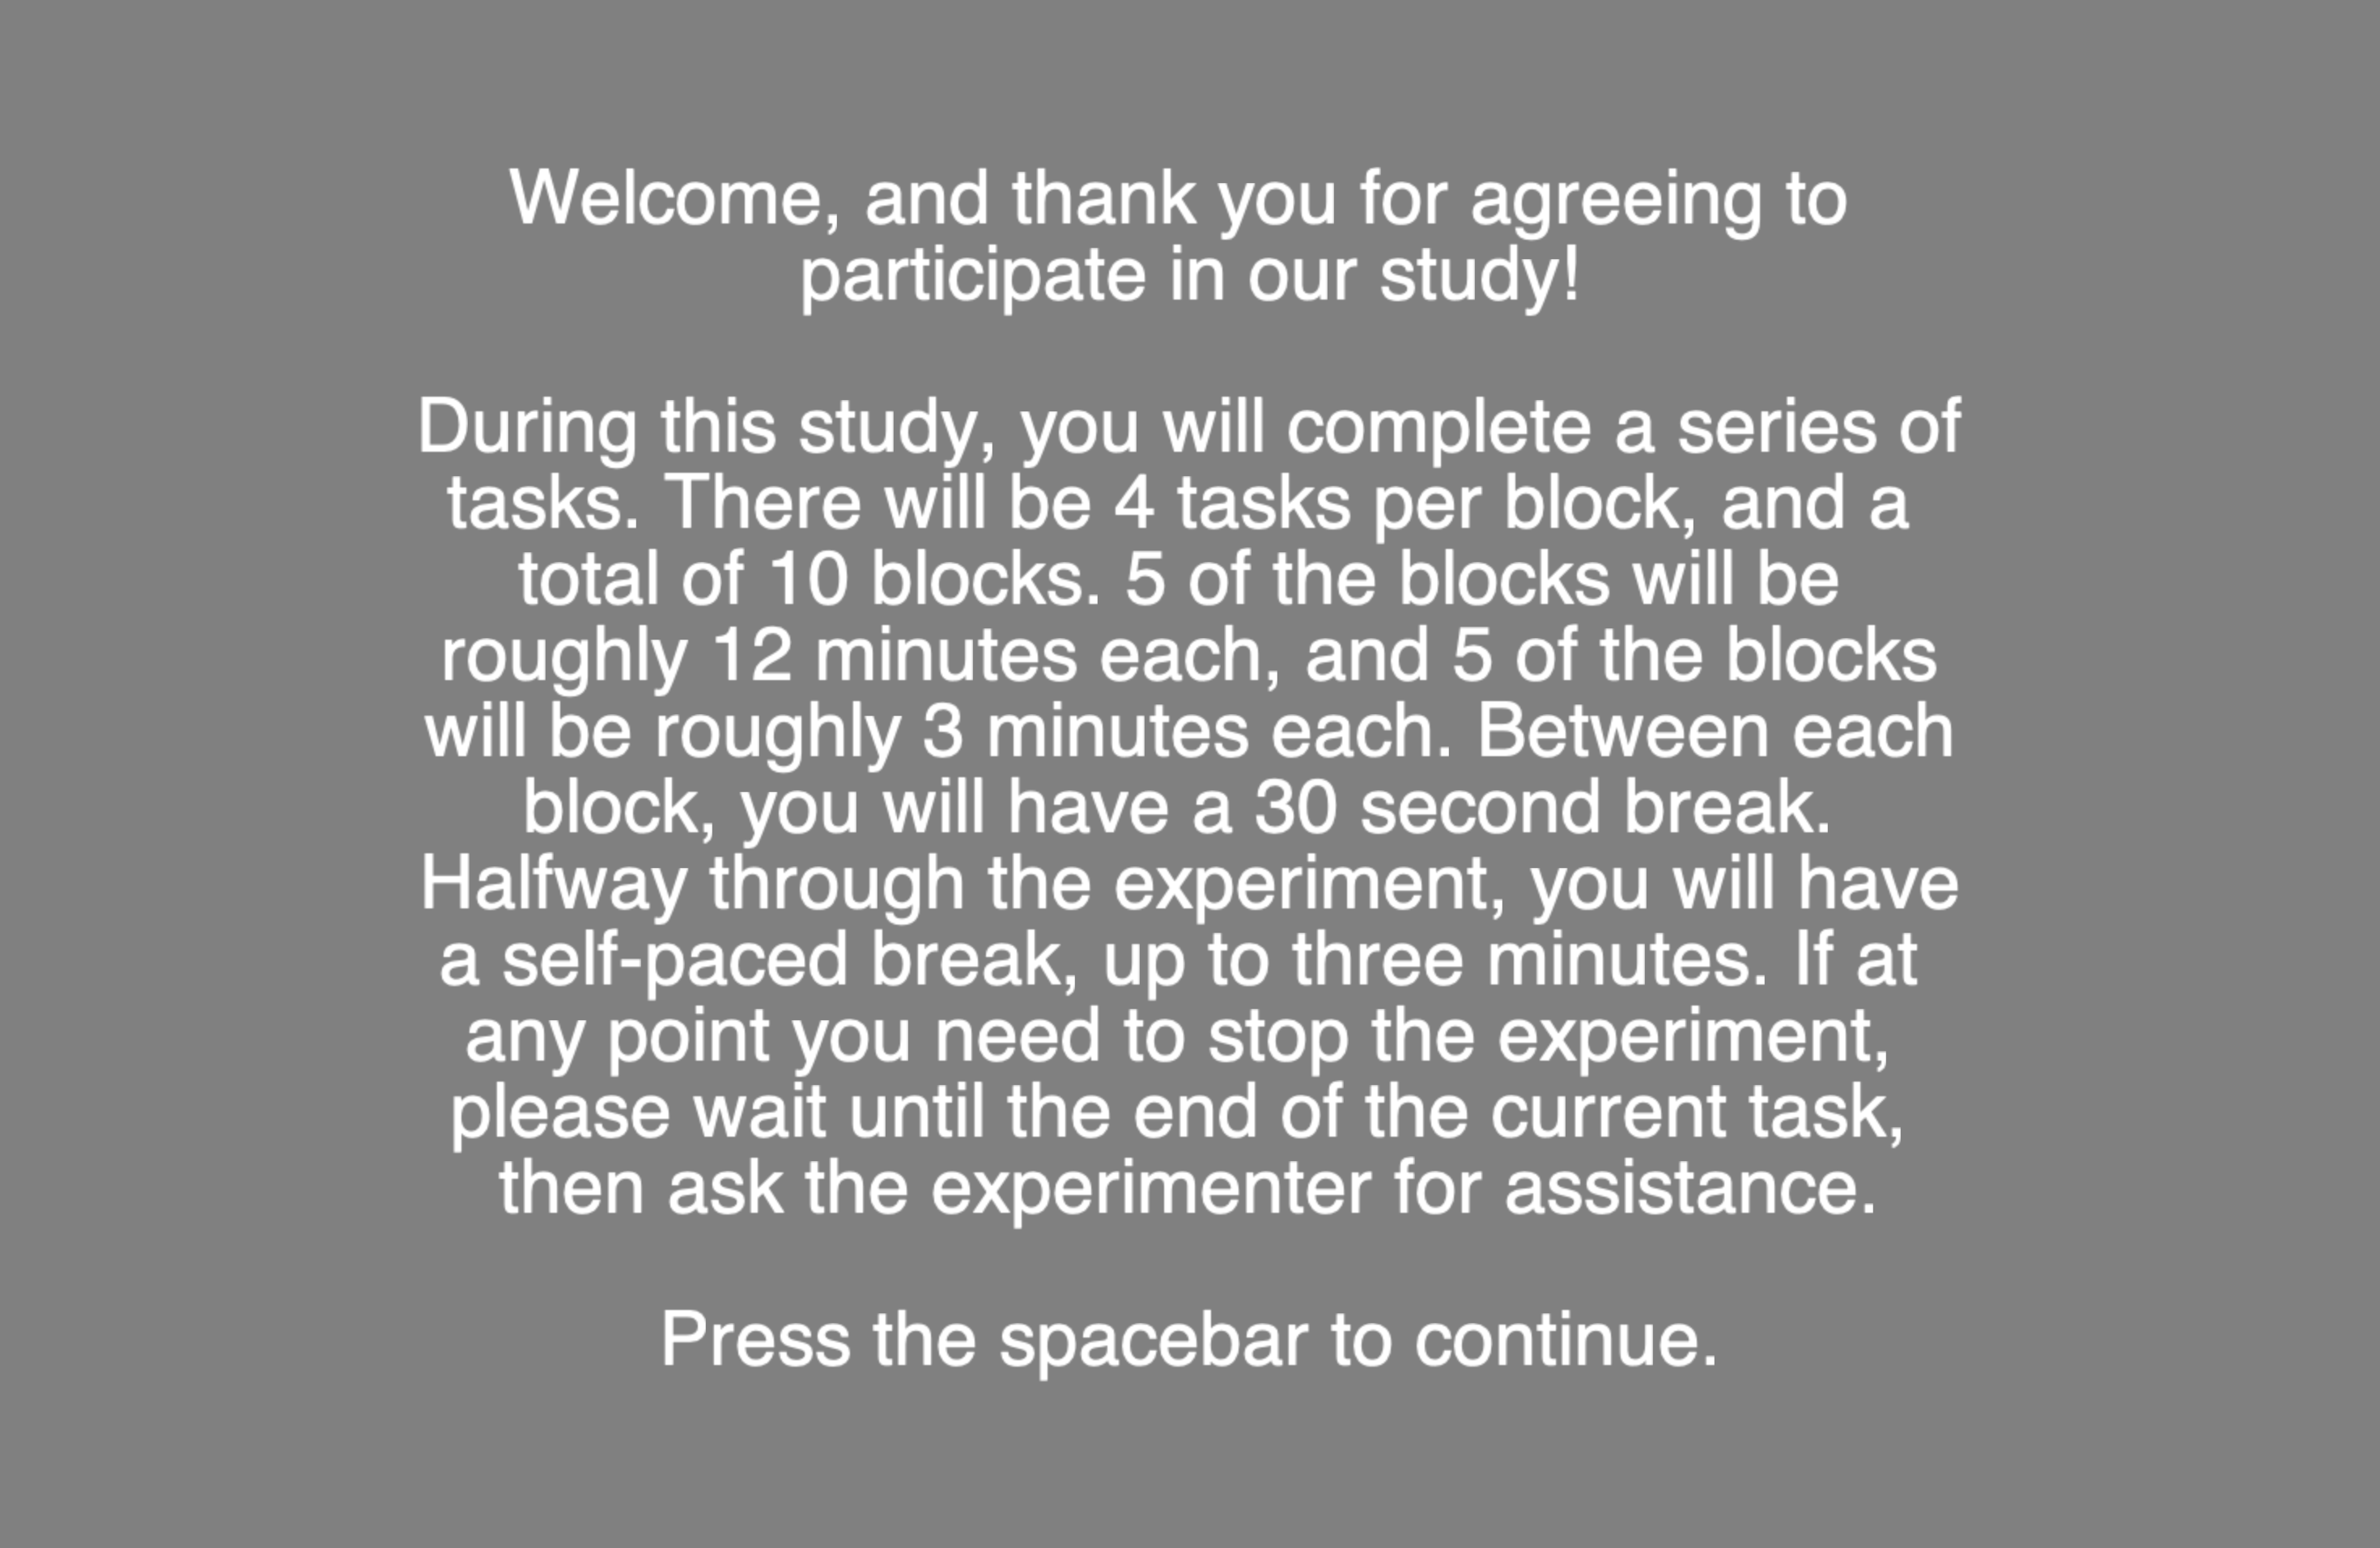 Welcome, and thank you for agreeing to
participate in our study!
During this study, you will complete a series of
tasks. There will be 4 tasks per block, and a
total of 10 blocks. 5 of the blocks will be
roughly 12 minutes each, and 5 of the blocks
will be roughly 3 minutes each. Between each
block, you will have a 30 second break.
Halfway through the experiment, you will have
a self-paced break, up to three minutes. If at
any point you need to stop the experiment,
please wait until the end of the current task,
then ask the experimenter for assistance.
Press the spacebar to continue.